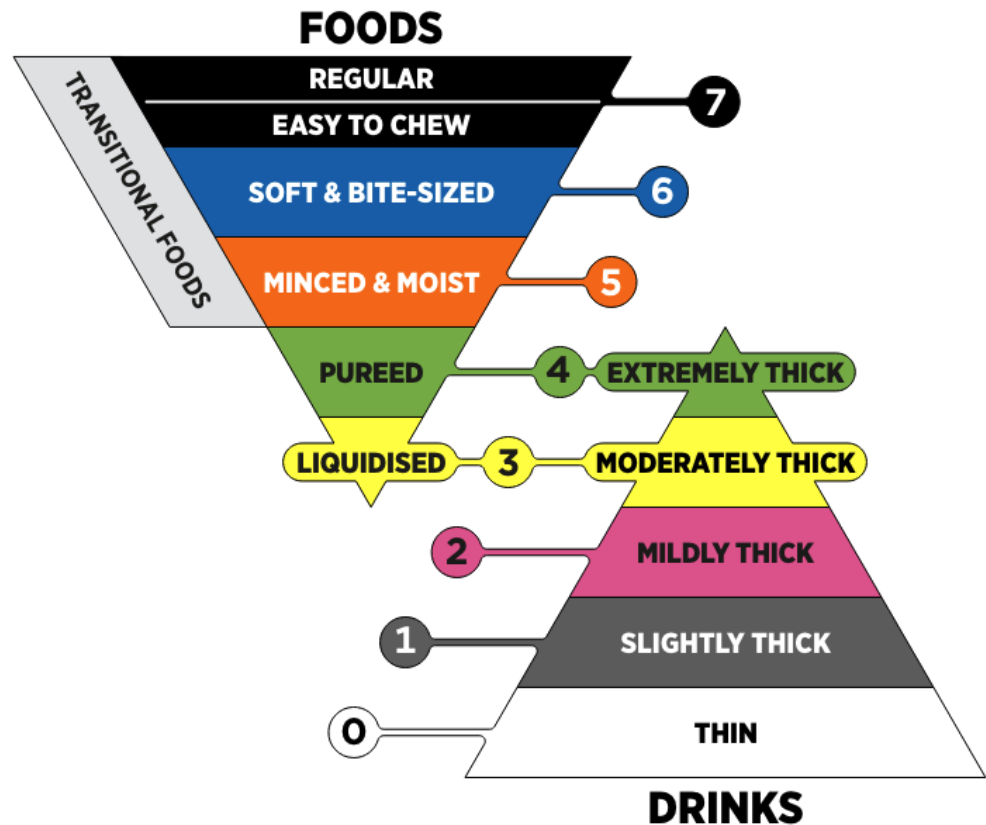 FOODS
REGULAR
7
EASY TO CHEW
TRANSITIONAL FOODS
SOFT & BITE-SIZED
6
MINCED & MOIST
5
PUREED
4
EXTREMELY THICK
LIQUIDISED
3
MODERATELY THICK
2
MILDLY THICK
1
SLIGHTLY THICK
0
THIN
DRINKS